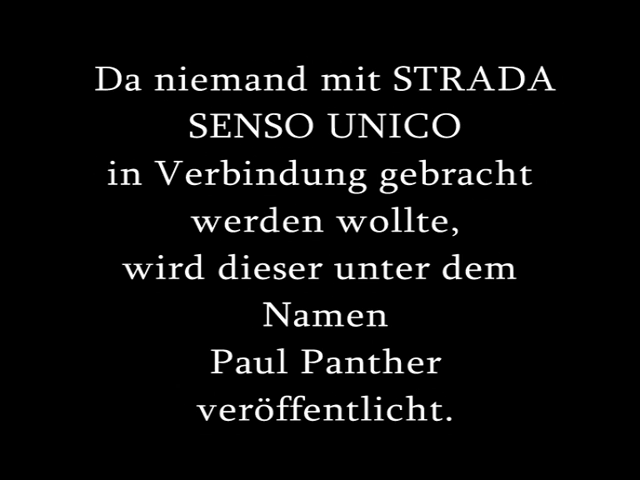 Da niemand mit STRADA
SENSO UNICO
in Verbindung gebracht
werden wollte,
wird dieser unter dem
Namen
Paul Panther
veröffentlicht.